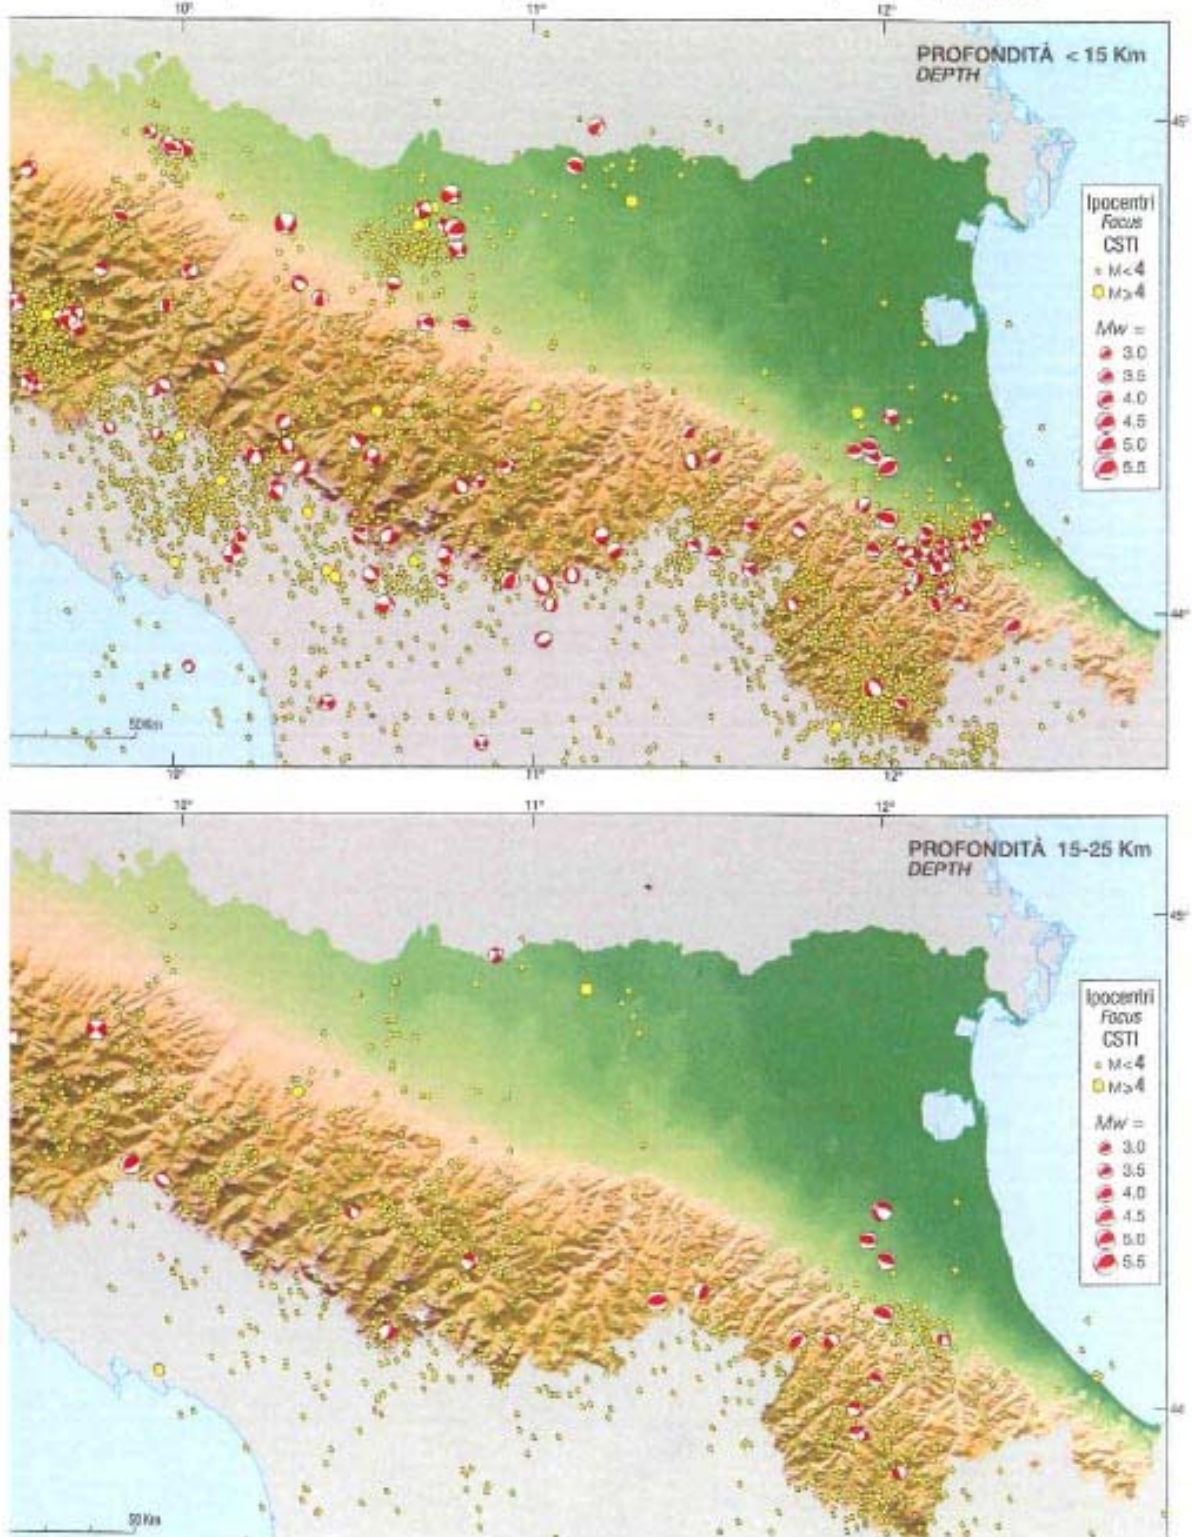 10° 11° 12°
PROFONDITÀ < 15 Km
DEPTH
45°
Ipocentri
Focus
CSTI
M<4
M≥4
Mw =
3.0
3.5
4.0
4.5
5.0
5.5
44°
50Km
10° 11° 12°
10° 11° 12°
PROFONDITÀ 15-25 Km
DEPTH
45°
Ipocentri
Focus
CSTI
M<4
M≥4
Mw =
3.0
3.5
4.0
4.5
5.0
5.5
44°
50 Km